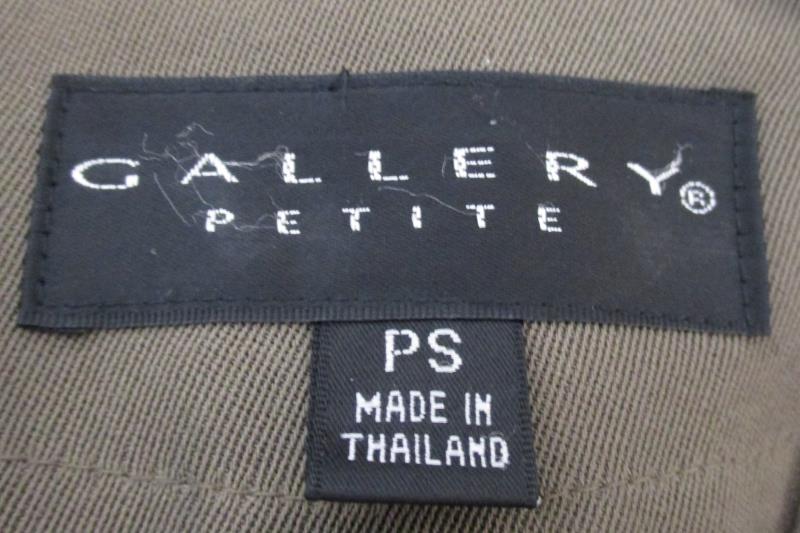 GALLERY®
PETITE
PS
MADE IN
THAILAND